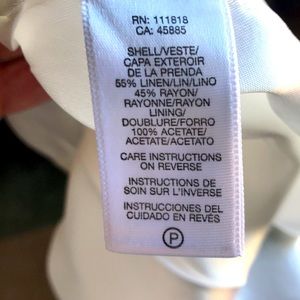 RN: 111818
CA: 45885
SHELL/VESTE/
CAPA EXTEROIR
DE LA PRENDA
55% LINEN/LIN/LINO
45% RAYON/
RAYONNE/RAYON
LINING/
DOUBLURE/FORRO
100% ACETATE/
ACETATE/ACETATO
CARE INSTRUCTIONS
ON REVERSE
INSTRUCTIONS DE
SOIN SUR L'INVERSE
INSTRUCCIONES DEL
CUIDADO EN REVÉS
P